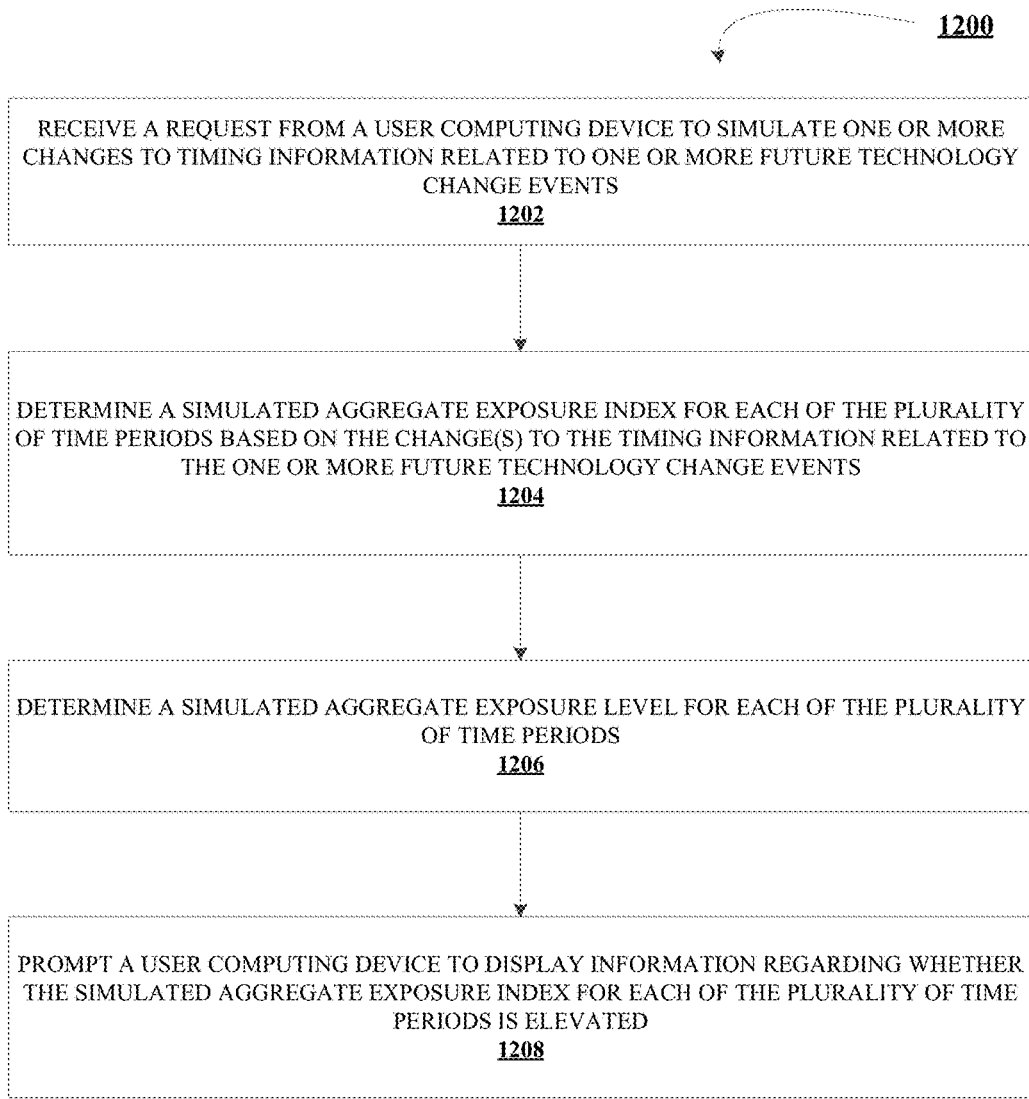 1200
RECEIVE A REQUEST FROM A USER COMPUTING DEVICE TO SIMULATE ONE OR MORE
CHANGES TO TIMING INFORMATION RELATED TO ONE OR MORE FUTURE TECHNOLOGY
CHANGE EVENTS
1202
DETERMINE A SIMULATED AGGREGATE EXPOSURE INDEX FOR EACH OF THE PLURALITY
OF TIME PERIODS BASED ON THE CHANGE(S) TO THE TIMING INFORMATION RELATED TO
THE ONE OR MORE FUTURE TECHNOLOGY CHANGE EVENTS
1204
DETERMINE A SIMULATED AGGREGATE EXPOSURE LEVEL FOR EACH OF THE PLURALITY
OF TIME PERIODS
1206
PROMPT A USER COMPUTING DEVICE TO DISPLAY INFORMATION REGARDING WHETHER
THE SIMULATED AGGREGATE EXPOSURE INDEX FOR EACH OF THE PLURALITY OF TIME
PERIODS IS ELEVATED
1208